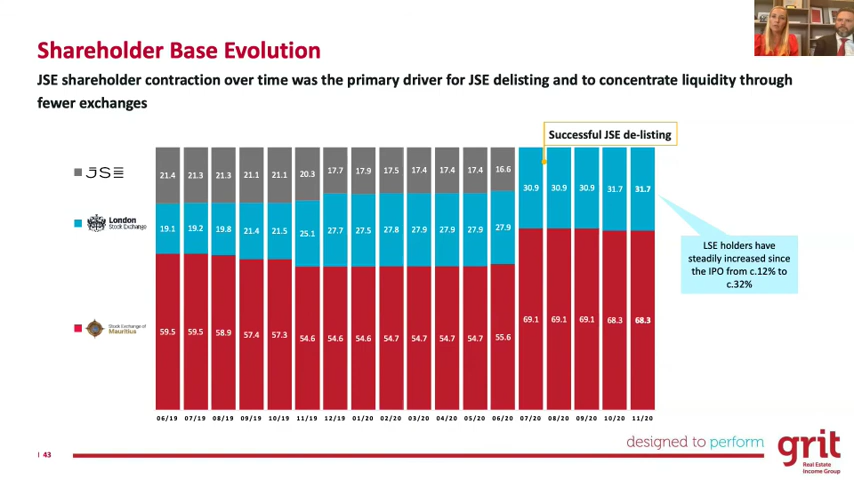 Shareholder Base Evolution
JSE shareholder contraction over time was the primary driver for JSE delisting and to concentrate liquidity through
fewer exchanges
Successful JSE de-listing
JSE
21.4 21.3 21.3 21.1 21.1 20.3 17.7 17.9 17.5 17.4 17.4 17.4 16.6
London
Stock Exchange
19.1 19.2 19.8 21.4 21.5 25.1 27.7 27.5 27.8 27.9 27.9 27.9 27.9 30.9 30.9 30.9 31.7 31.7
LSE holders have
steadily increased since
the IPO from c.12% to
c.32%
Stock Exchange of
Mauritius
59.5 59.5 58.9 57.4 57.3 54.6 54.6 54.6 54.7 54.7 54.7 54.7 55.6 69.1 69.1 69.1 68.3 68.3
06/19 07/19 08/19 09/19 10/19 11/19 12/19 01/20 02/20 03/20 04/20 05/20 06/20 07/20 08/20 09/20 10/20 11/20
designed to perform
grit
Real Estate
Income Group
| 43